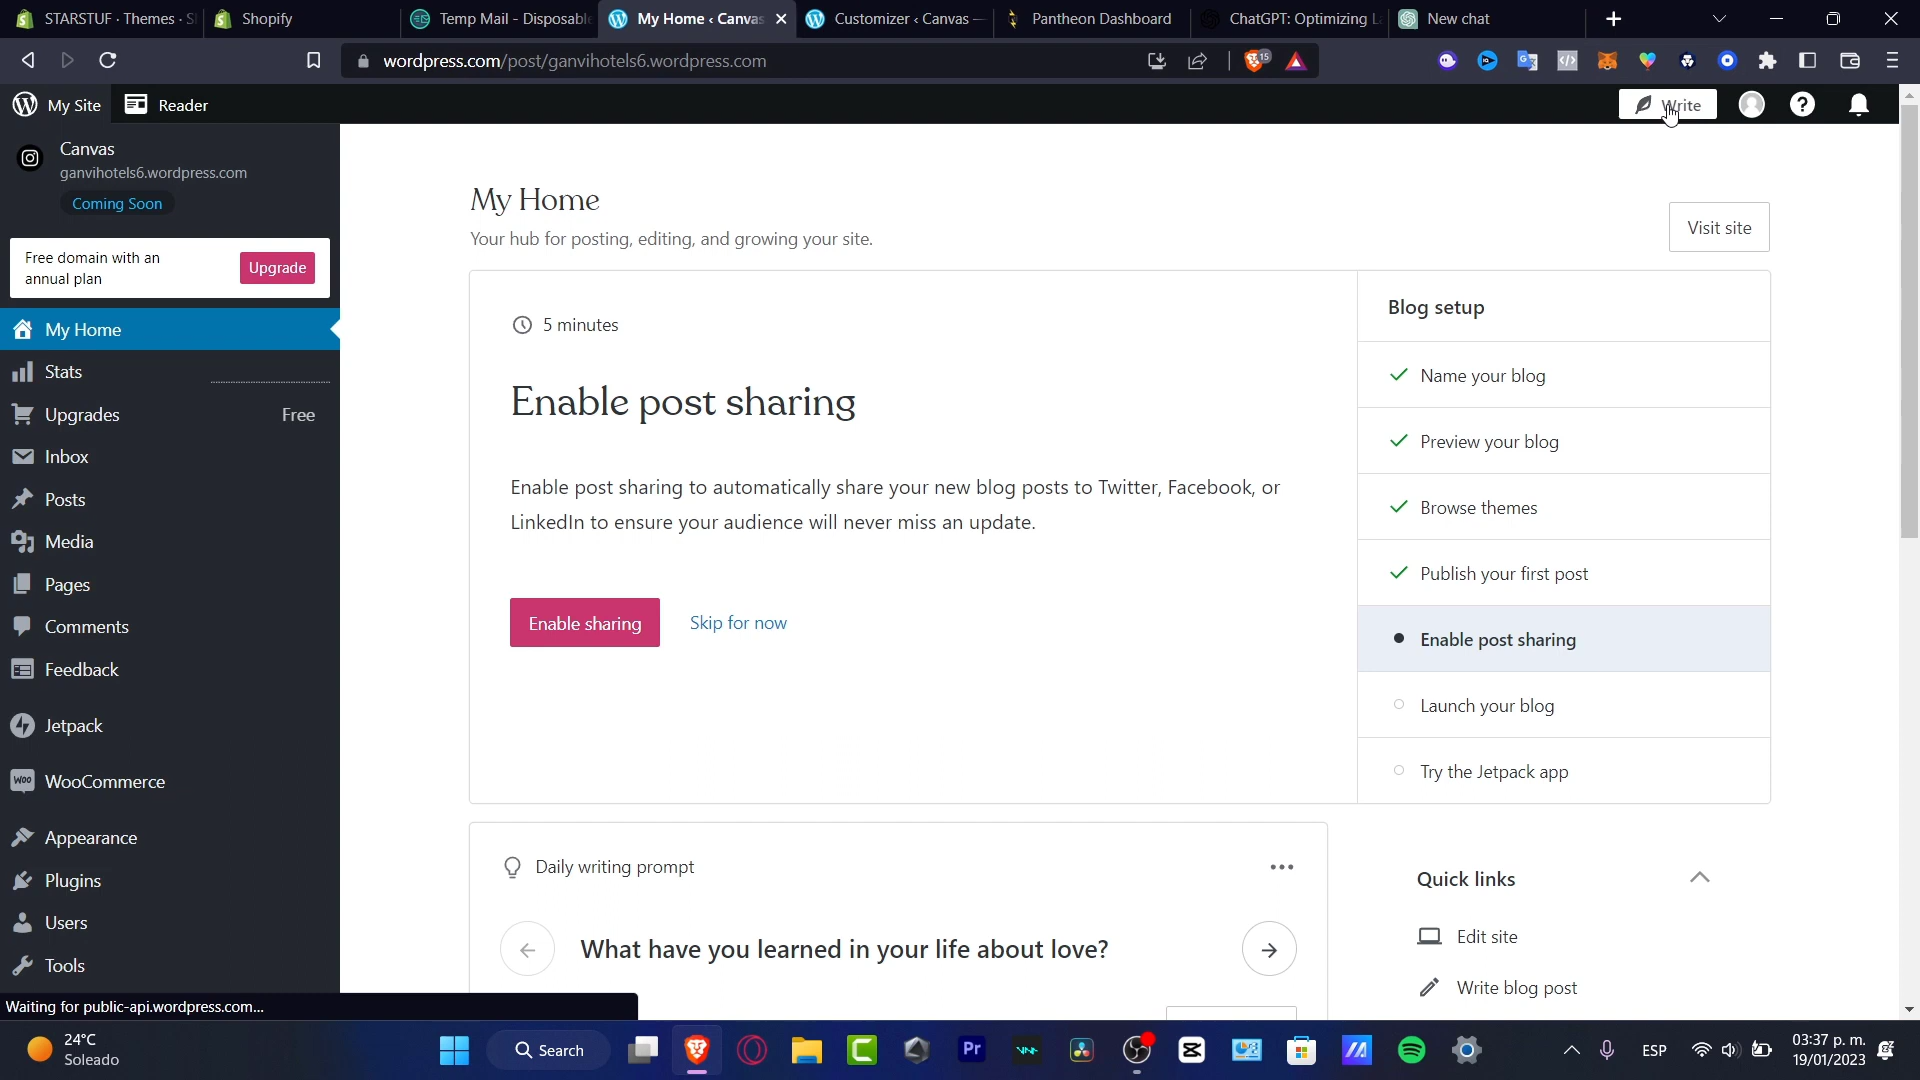 STARSTUF · Themes · S
Shopify
Temp Mail - Disposable
My Home ‹ Canvas
Customizer ‹ Canvas —
Pantheon Dashboard
ChatGPT: Optimizing L
New chat
wordpress.com/post/ganvihotels6.wordpress.com
15
My Site
Reader
Write
Canvas
ganvihotels6.wordpress.com
Coming Soon
Free domain with an
annual plan
Upgrade
My Home
Stats
Upgrades
Free
Inbox
Posts
Media
Pages
Comments
Feedback
Jetpack
WooCommerce
Appearance
Plugins
Users
Tools
My Home
Your hub for posting, editing, and growing your site.
Visit site
5 minutes
Enable post sharing
Enable post sharing to automatically share your new blog posts to Twitter, Facebook, or
LinkedIn to ensure your audience will never miss an update.
Enable sharing
Skip for now
Blog setup
Name your blog
Preview your blog
Browse themes
Publish your first post
Enable post sharing
Launch your blog
Try the Jetpack app
Daily writing prompt
What have you learned in your life about love?
Quick links
Edit site
Write blog post
Waiting for public-api.wordpress.com...
24°C
Soleado
Search
Pr
ESP
03:37 p. m.
19/01/2023